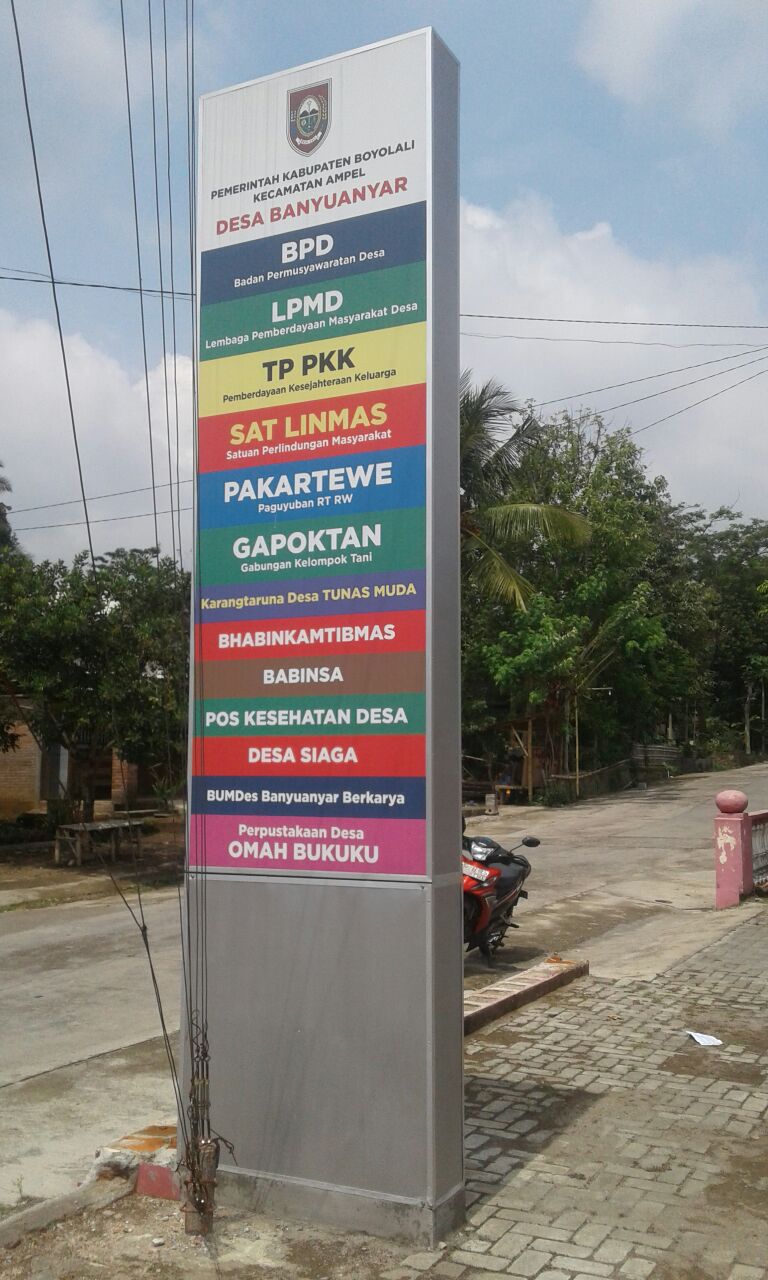 PEMERINTAH KABUPATEN BOYOLALI
KECAMATAN AMPEL
DESA BANYUANYAR
BPD
Badan Permusyawaratan Desa
LPMD
Lembaga Pemberdayaan Masyarakat Desa
TP PKK
Pemberdayaan Kesejahteraan Keluarga
SAT LINMAS
Satuan Perlindungan Masyarakat
PAKARTEWE
Paguyuban RT RW
GAPOKTAN
Gabungan Kelompok Tani
Karangtaruna Desa TUNAS MUDA
BHABINKAMTIBMAS
BABINSA
POS KESEHATAN DESA
DESA SIAGA
BUMDes Banyuanyar Berkarya
Perpustakaan Desa
OMAH BUKUKU